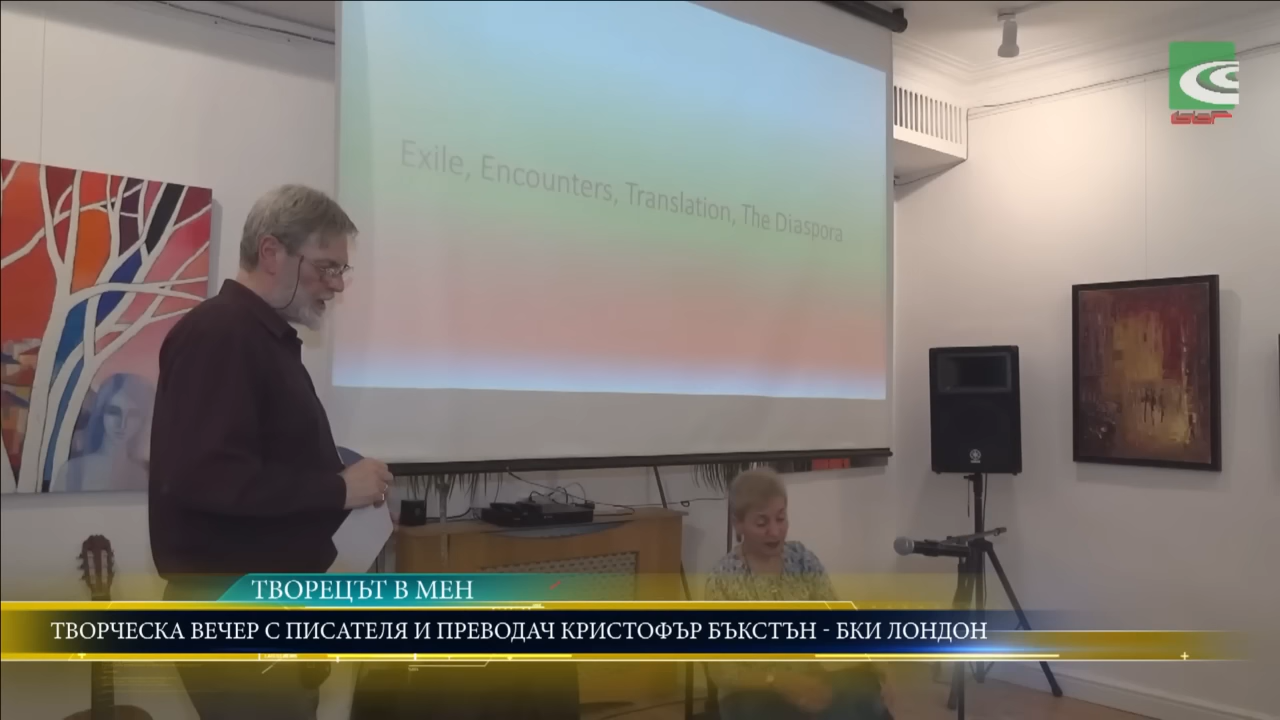 Exile, Encounters, Translation, The Diaspora
ТВОРЕЦЪТ В МЕН
ТВОРЧЕСКА ВЕЧЕР С ПИСАТЕЛЯ И ПРЕВОДАЧ КРИСТОФЪР БЪКСТЪН - БКИ ЛОНДОН